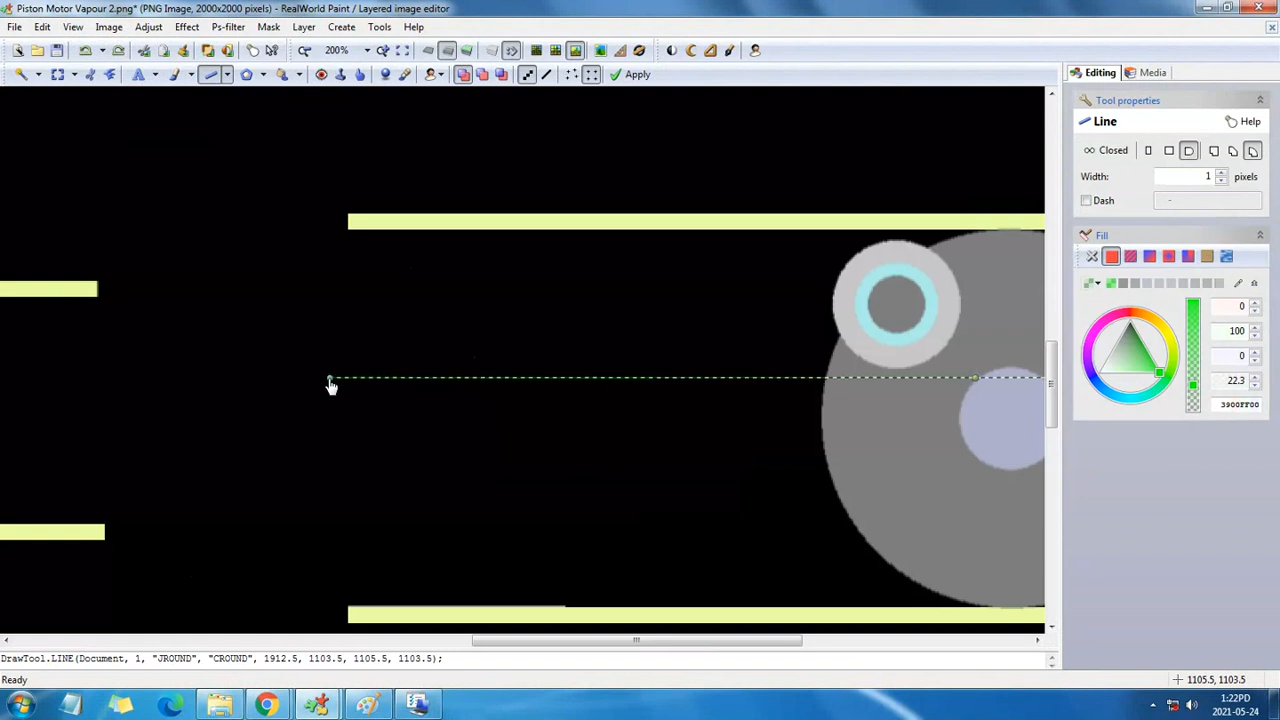 Piston Motor Vapour 2.png* (PNG Image, 2000x2000 pixels) - RealWorld Paint / Layered image editor
File Edit View Image Adjust Effect Ps-filter Mask Layer Create Tools Help
200%
Apply
Editing Media
Tool properties
Line Help
Closed
Width: 1 pixels
Dash -
Fill
0
100
0
22.3
3900FF00
DrawTool.LINE(Document, 1, "JROUND", "CROUND", 1912.5, 1103.5, 1105.5, 1103.5);
Ready 1105.5, 1103.5
1:22PD
2021-05-24